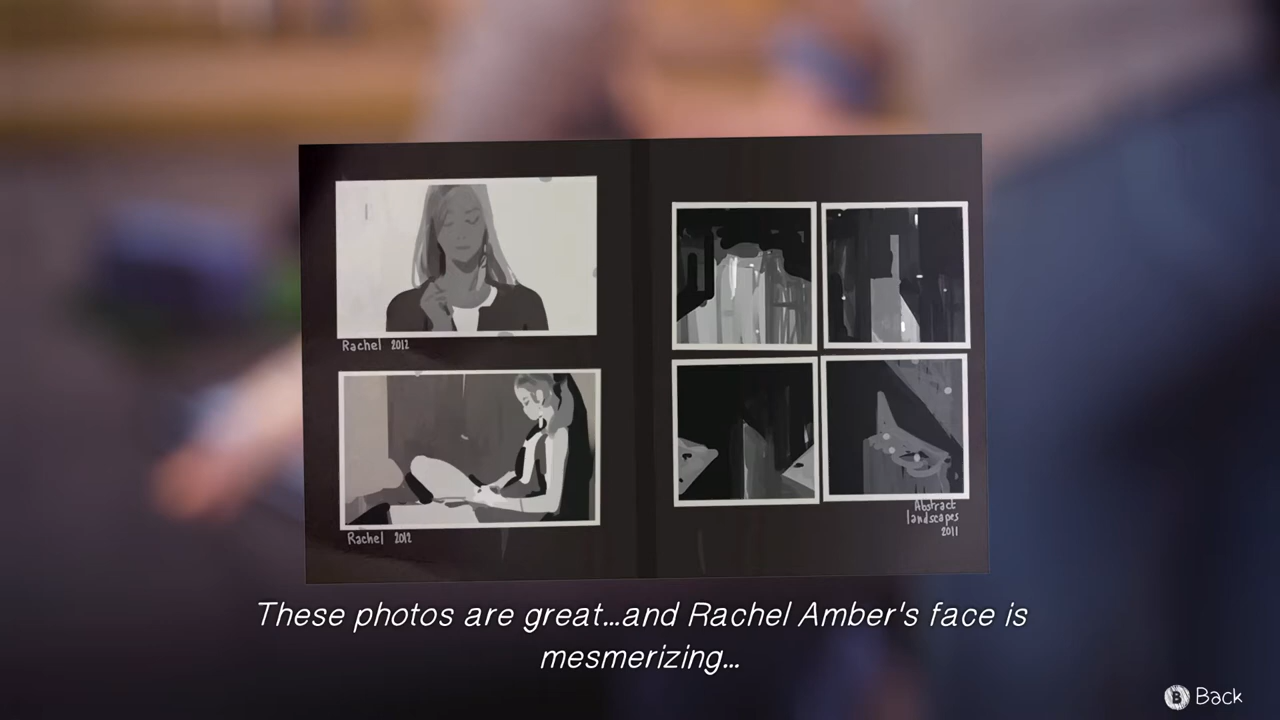 Rachel 2012
Rachel 2012
Abstract
landscapes
2011
These photos are great...and Rachel Amber's face is
mesmerizing...
B Back